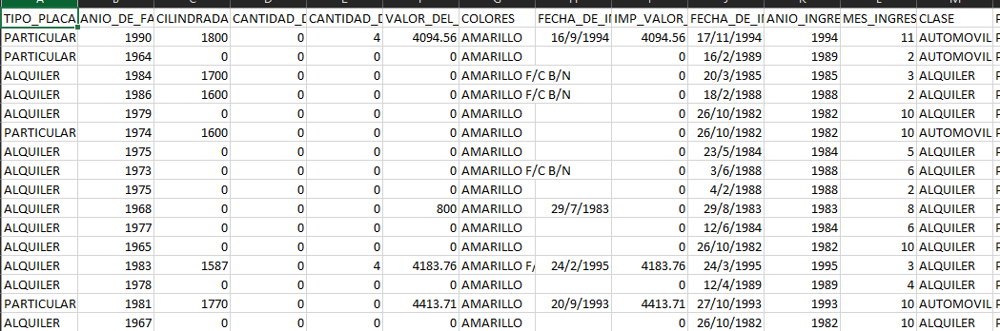 TIPO_PLACA ANIO_DE_FA CILINDRADA CANTIDAD_D CANTIDAD_D VALOR_DEL_ COLORES FECHA_DE_I IMP_VALOR_ FECHA_DE_I ANIO_INGRE MES_INGRES CLASE
PARTICULAR 1990 1800 0 4 4094.56 AMARILLO 16/9/1994 4094.56 17/11/1994 1994 11 AUTOMOVIL
PARTICULAR 1964 0 0 0 0 AMARILLO 0 16/2/1989 1989 2 AUTOMOVIL
ALQUILER 1984 1700 0 0 0 AMARILLO F/C B/N 0 20/3/1985 1985 3 ALQUILER
ALQUILER 1986 1600 0 0 0 AMARILLO F/C B/N 0 18/2/1988 1988 2 ALQUILER
ALQUILER 1979 0 0 0 0 AMARILLO 0 26/10/1982 1982 10 ALQUILER
PARTICULAR 1974 1600 0 0 0 AMARILLO 0 26/10/1982 1982 10 AUTOMOVIL
ALQUILER 1975 0 0 0 0 AMARILLO 0 23/5/1984 1984 5 ALQUILER
ALQUILER 1973 0 0 0 0 AMARILLO F/C B/N 0 3/6/1988 1988 6 ALQUILER
ALQUILER 1975 0 0 0 0 AMARILLO 0 4/2/1988 1988 2 ALQUILER
ALQUILER 1968 0 0 0 800 AMARILLO 29/7/1983 0 29/8/1983 1983 8 ALQUILER
ALQUILER 1977 0 0 0 0 AMARILLO 0 12/6/1984 1984 6 ALQUILER
ALQUILER 1965 0 0 0 0 AMARILLO 0 26/10/1982 1982 10 ALQUILER
ALQUILER 1983 1587 0 4 4183.76 AMARILLO F/ 24/2/1995 4183.76 24/3/1995 1995 3 ALQUILER
ALQUILER 1978 0 0 0 0 AMARILLO 0 12/4/1989 1989 4 ALQUILER
PARTICULAR 1981 1770 0 0 4413.71 AMARILLO 20/9/1993 4413.71 27/10/1993 1993 10 AUTOMOVIL
ALQUILER 1967 0 0 0 0 AMARILLO 0 26/10/1982 1982 10 ALQUILER